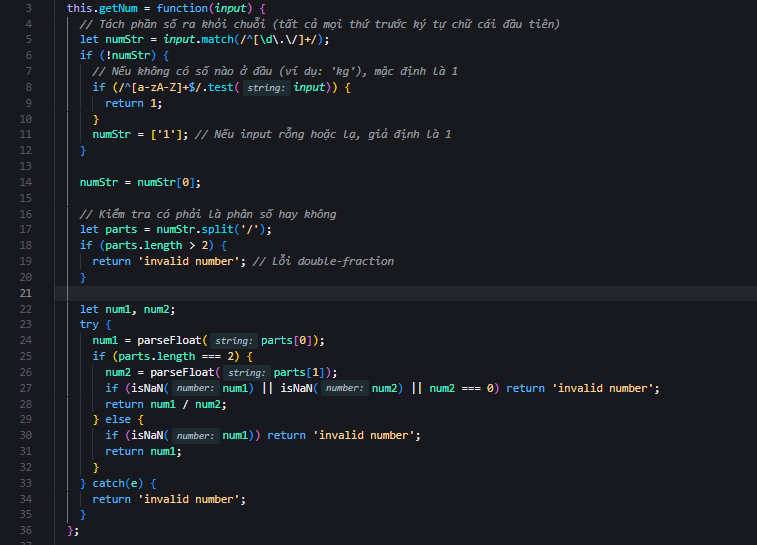 3 this.getNum = function(input) {
4 // Tách phần số ra khỏi chuỗi (tất cả mọi thứ trước ký tự chữ cái đầu tiên)
5 let numStr = input.match(/^[\d\.\/]+/);
6 if (!numStr) {
7 // Nếu không có số nào ở đầu (ví dụ: 'kg'), mặc định là 1
8 if (/^[a-zA-Z]+$/.test( string: input)) {
9 return 1;
10 }
11 numStr = ['1']; // Nếu input rỗng hoặc lạ, giả định là 1
12 }
13
14 numStr = numStr[0];
15
16 // Kiểm tra có phải là phân số hay không
17 let parts = numStr.split('/');
18 if (parts.length > 2) {
19 return 'invalid number'; // Lỗi double-fraction
20 }
21
22 let num1, num2;
23 try {
24 num1 = parseFloat( string: parts[0]);
25 if (parts.length === 2) {
26 num2 = parseFloat( string: parts[1]);
27 if (isNaN( number: num1) || isNaN( number: num2) || num2 === 0) return 'invalid number';
28 return num1 / num2;
29 } else {
30 if (isNaN( number: num1)) return 'invalid number';
31 return num1;
32 }
33 } catch(e) {
34 return 'invalid number';
35 }
36 };